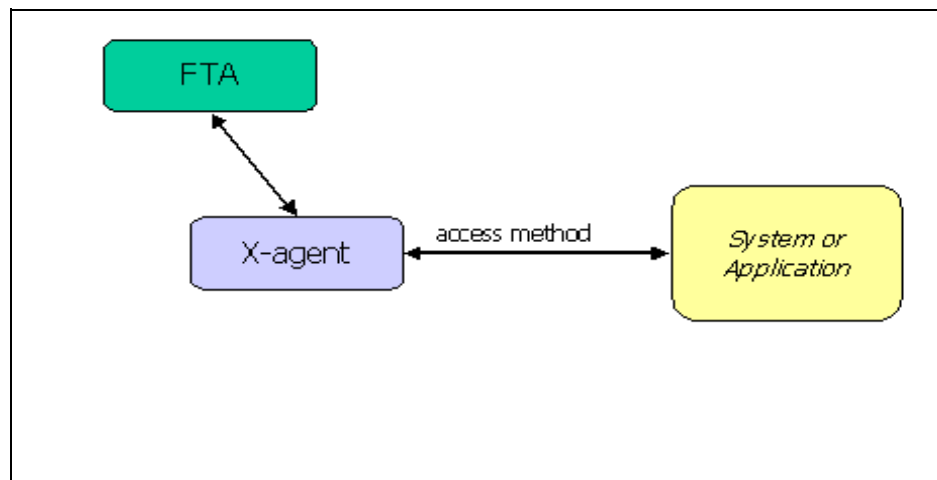 FTA
X-agent
access method
System or
Application